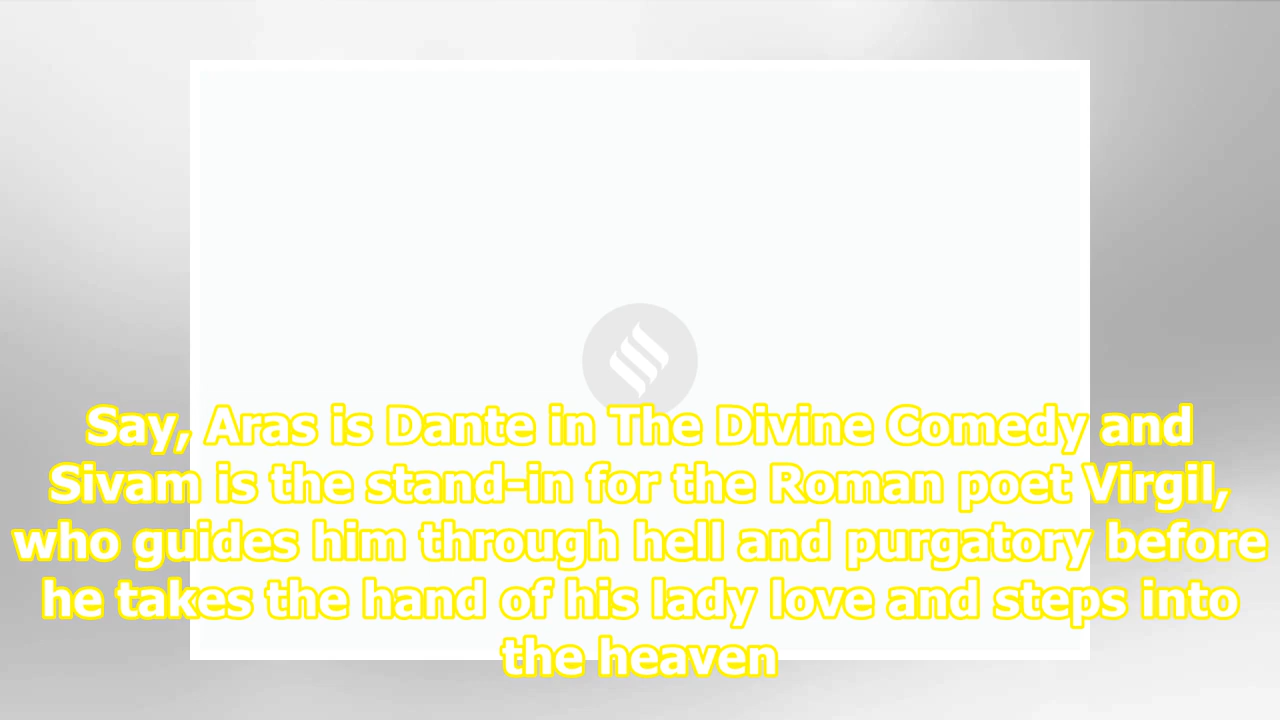 Say, Aras is Dante in The Divine Comedy and
Sivam is the stand-in for the Roman poet Virgil,
who guides him through hell and purgatory before
he takes the hand of his lady love and steps into
the heaven